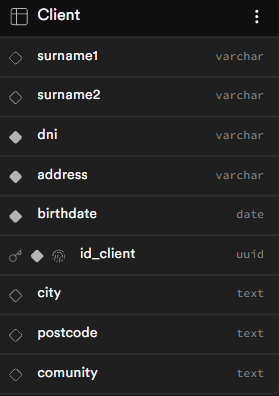 Client
surname1 varchar
surname2 varchar
dni varchar
address varchar
birthdate date
id_client uuid
city text
postcode text
comunity text